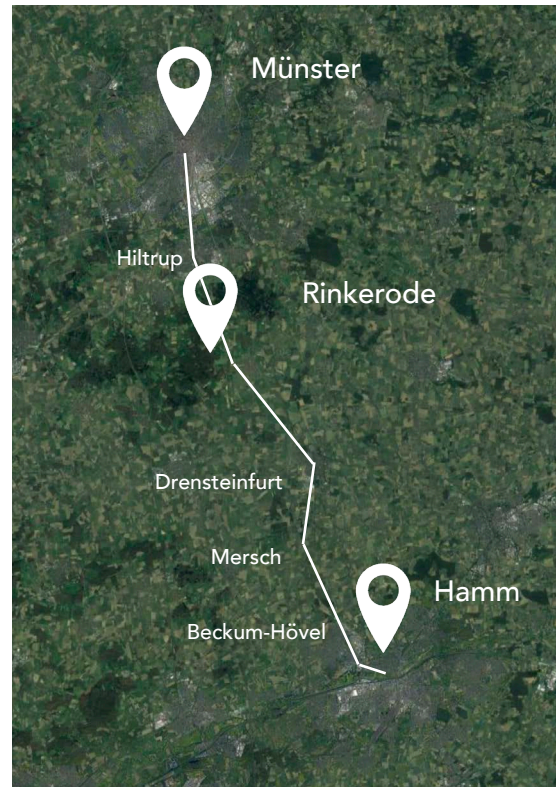 Münster
Hiltrup
Rinkerode
Drensteinfurt
Mersch
Hamm
Beckum-Hövel